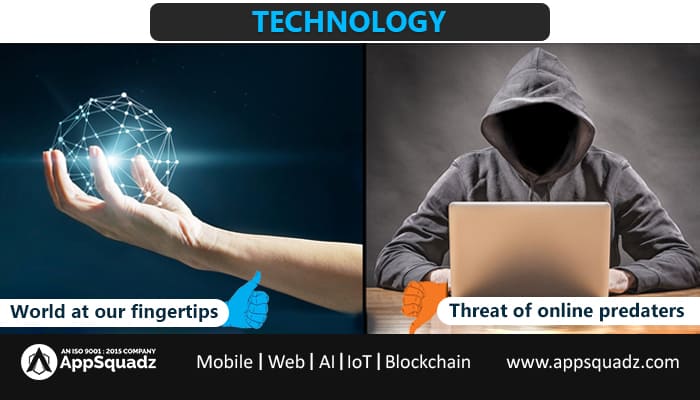 TECHNOLOGY
World at our fingertips
Threat of online predaters
AN ISO 9001 : 2015 COMPANY
AppSquadz
Mobile | Web | AI | IoT | Blockchain
www.appsquadz.com